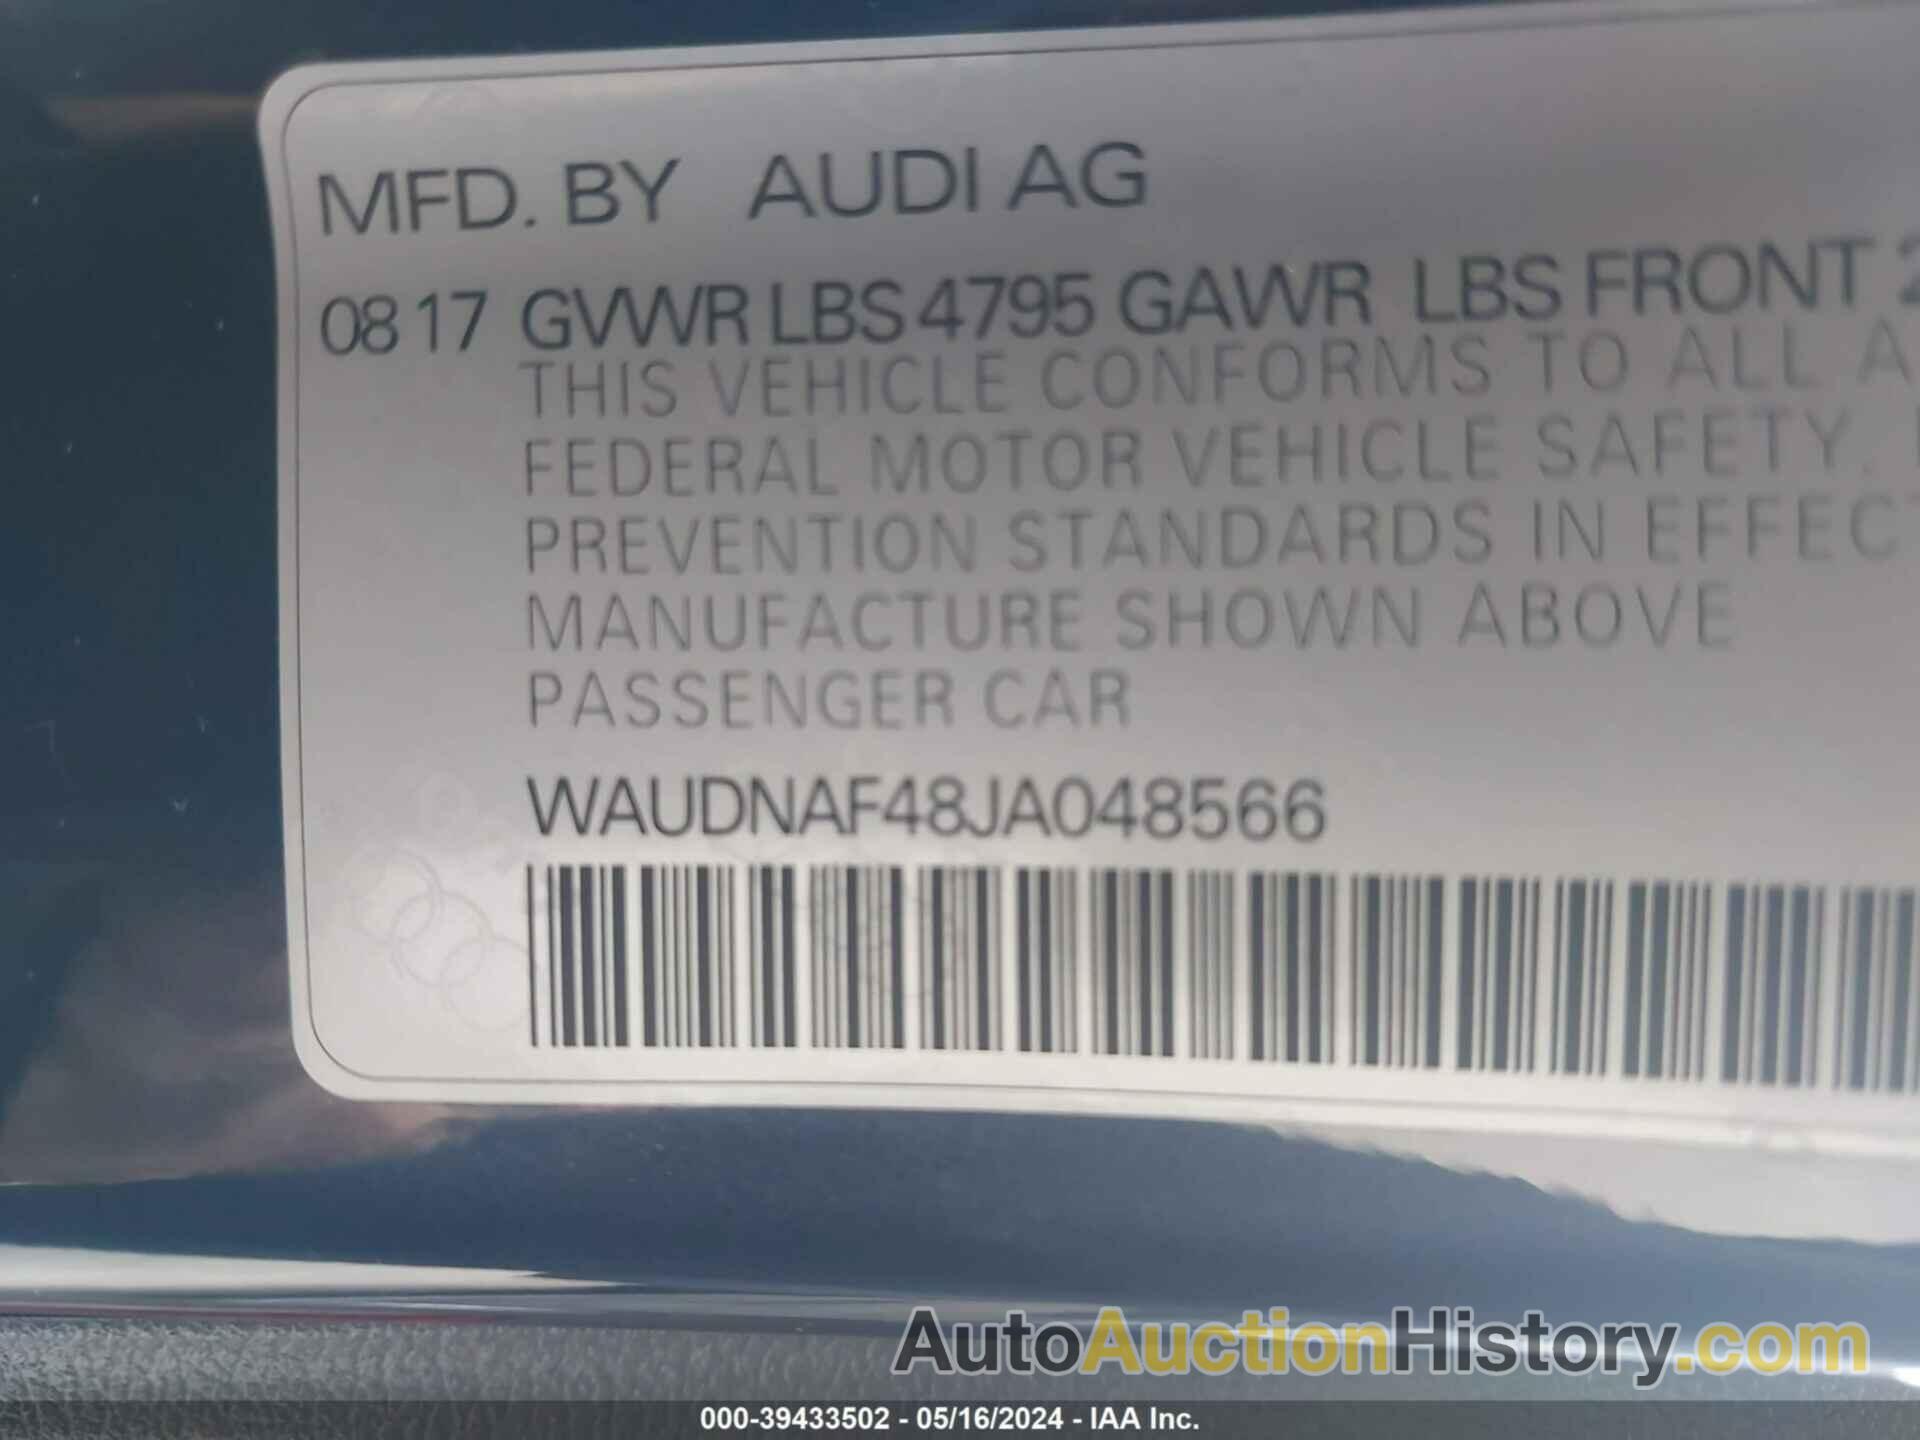 MFD. BY AUDI AG
08 17 GVWR LBS 4795 GAWR LBS FRONT 2
THIS VEHICLE CONFORMS TO ALL A
FEDERAL MOTOR VEHICLE SAFETY,
PREVENTION STANDARDS IN EFFEC
MANUFACTURE SHOWN ABOVE
PASSENGER CAR
WAUDNAF48JA048566
AutoAuctionHistory.com
000-39433502 - 05/16/2024 - IAA Inc.